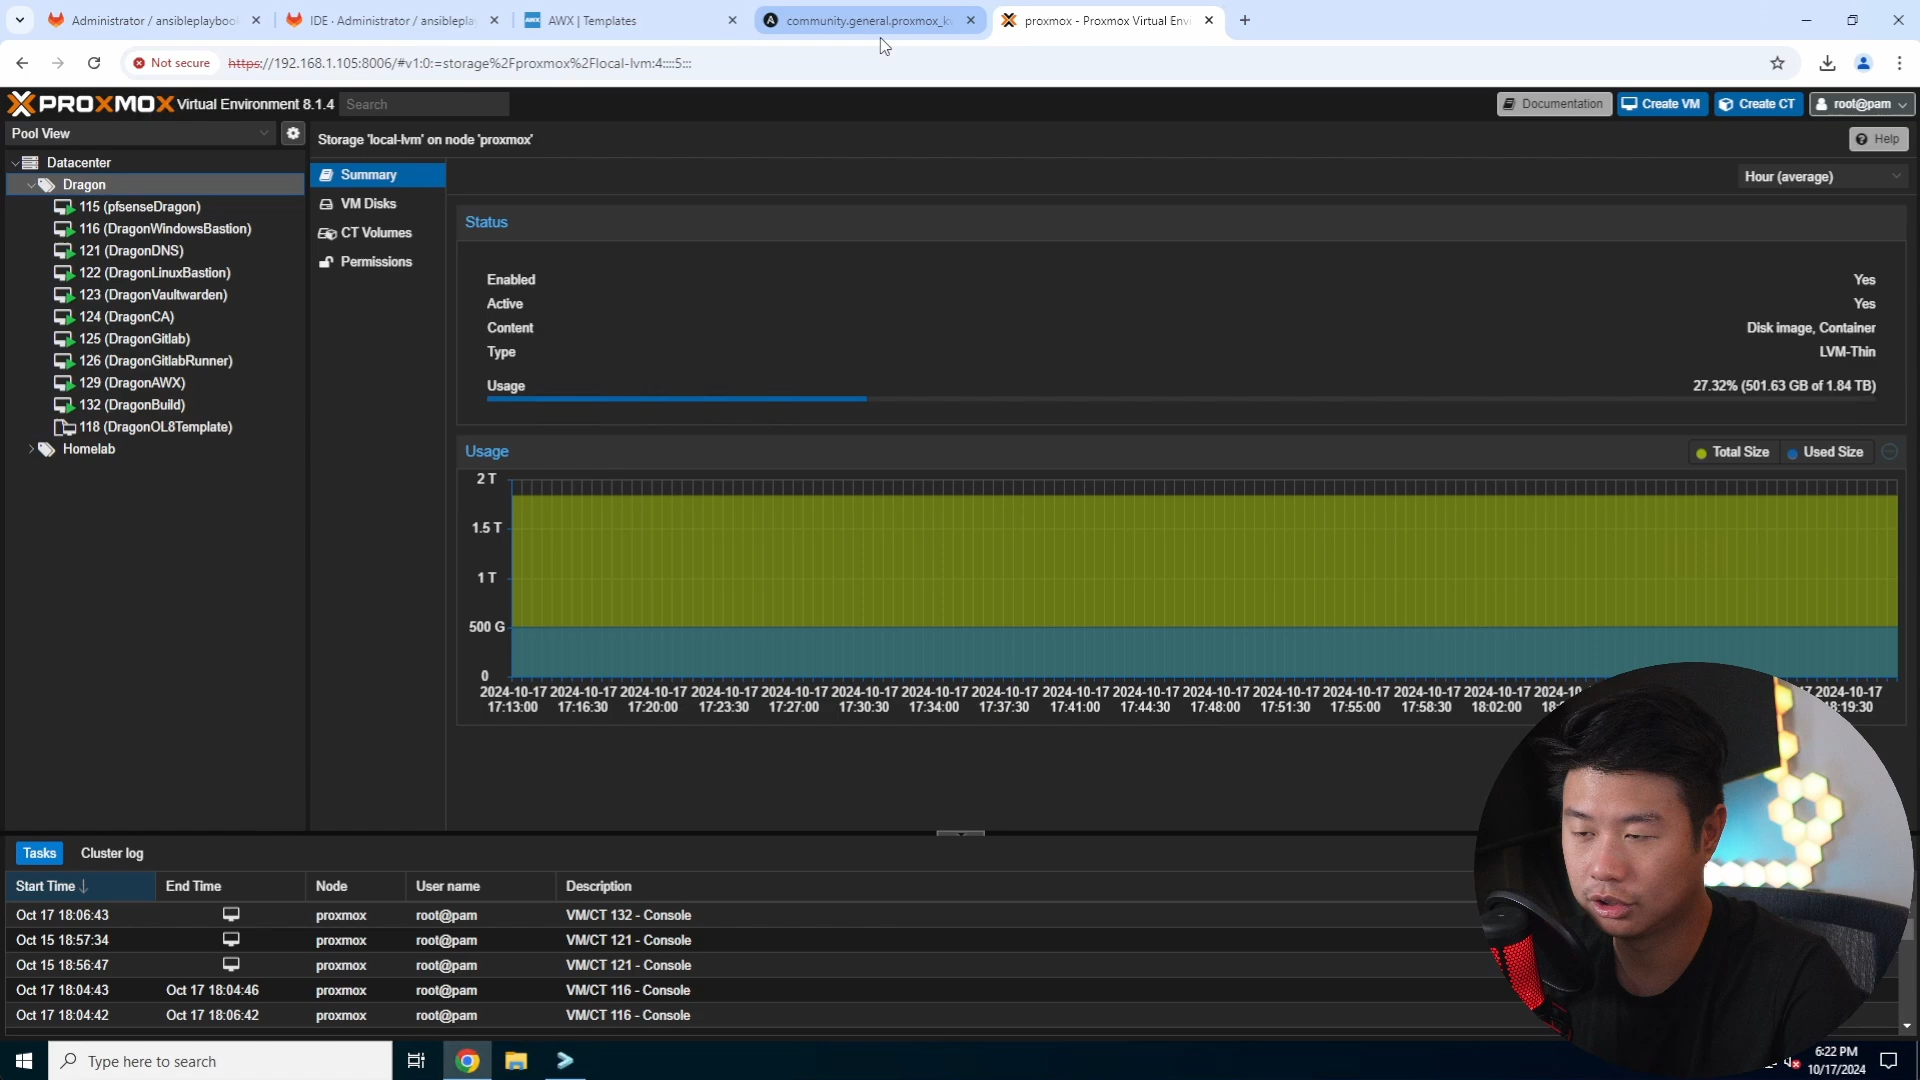 Administrator / ansibleplaybook
IDE · Administrator / ansibleplay
AWX | Templates
community.general.proxmox_kv
proxmox - Proxmox Virtual Envi
Not secure
https://192.168.1.105:8006/#v1:0:=storage%2Fproxmox%2Flocal-lvm:4::::5:::
PROXMOX Virtual Environment 8.1.4
Search
Documentation
Create VM
Create CT
root@pam
Pool View
Storage 'local-lvm' on node 'proxmox'
Help
Datacenter
Dragon
115 (pfsenseDragon)
116 (DragonWindowsBastion)
121 (DragonDNS)
122 (DragonLinuxBastion)
123 (DragonVaultwarden)
124 (DragonCA)
125 (DragonGitlab)
126 (DragonGitlabRunner)
129 (DragonAWX)
132 (DragonBuild)
118 (DragonOL8Template)
Homelab
Summary
VM Disks
CT Volumes
Permissions
Hour (average)
Status
Enabled Yes
Active Yes
Content Disk image, Container
Type LVM-Thin
Usage 27.32% (501.63 GB of 1.84 TB)
Usage
Total Size Used Size
2 T
1.5 T
1 T
500 G
0
2024-10-17 2024-10-17 2024-10-17 2024-10-17 2024-10-17 2024-10-17 2024-10-17 2024-10-17 2024-10-17 2024-10-17 2024-10-17 2024-10-17 2024-10-17 2024-10-17 2024-10-17 2024-10-17
17:13:00 17:16:30 17:20:00 17:23:30 17:27:00 17:30:30 17:34:00 17:37:30 17:41:00 17:44:30 17:48:00 17:51:30 17:55:00 17:58:30 18:02:00 18:19:30
Tasks
Cluster log
Start Time End Time Node User name Description
Oct 17 18:06:43 proxmox root@pam VM/CT 132 - Console
Oct 15 18:57:34 proxmox root@pam VM/CT 121 - Console
Oct 15 18:56:47 proxmox root@pam VM/CT 121 - Console
Oct 17 18:04:43 Oct 17 18:04:46 proxmox root@pam VM/CT 116 - Console
Oct 17 18:04:42 Oct 17 18:06:42 proxmox root@pam VM/CT 116 - Console
Type here to search
6:22 PM
10/17/2024